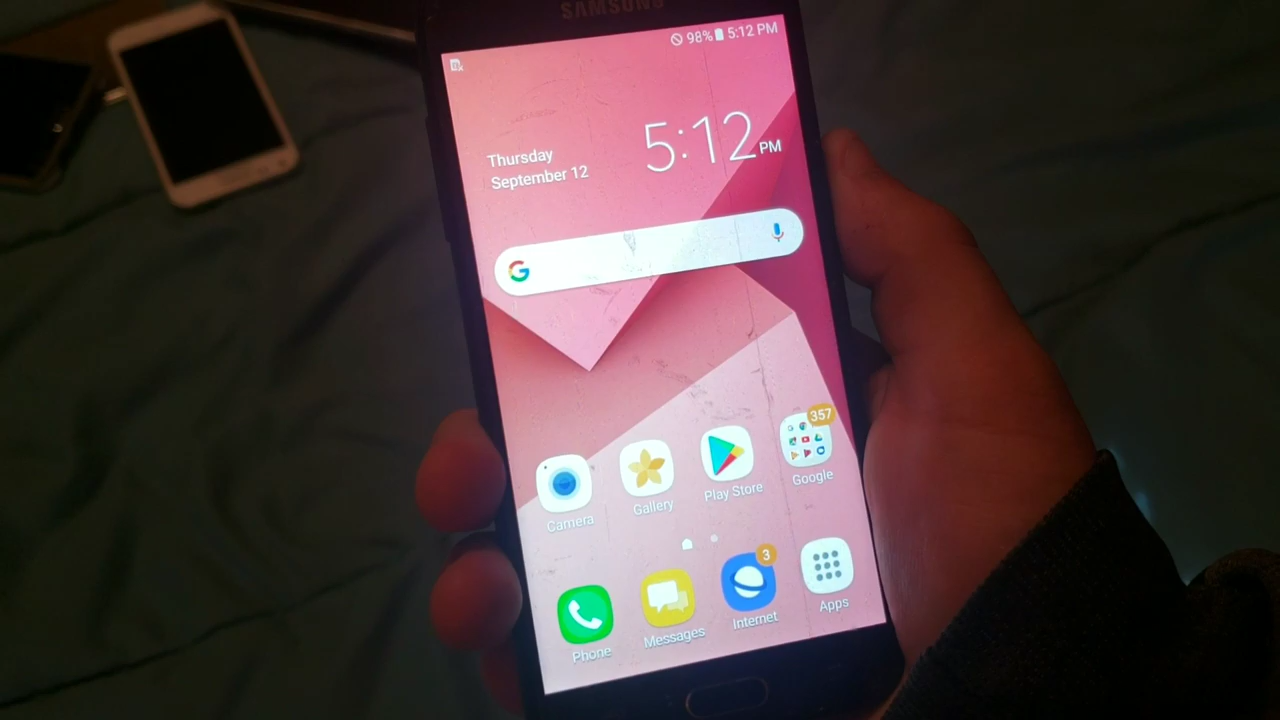 SAMSUNG
98% 5:12 PM
Thursday
September 12
5:12 PM
G
357
Camera
Gallery
Play Store
Google
3
Phone
Messages
Internet
Apps